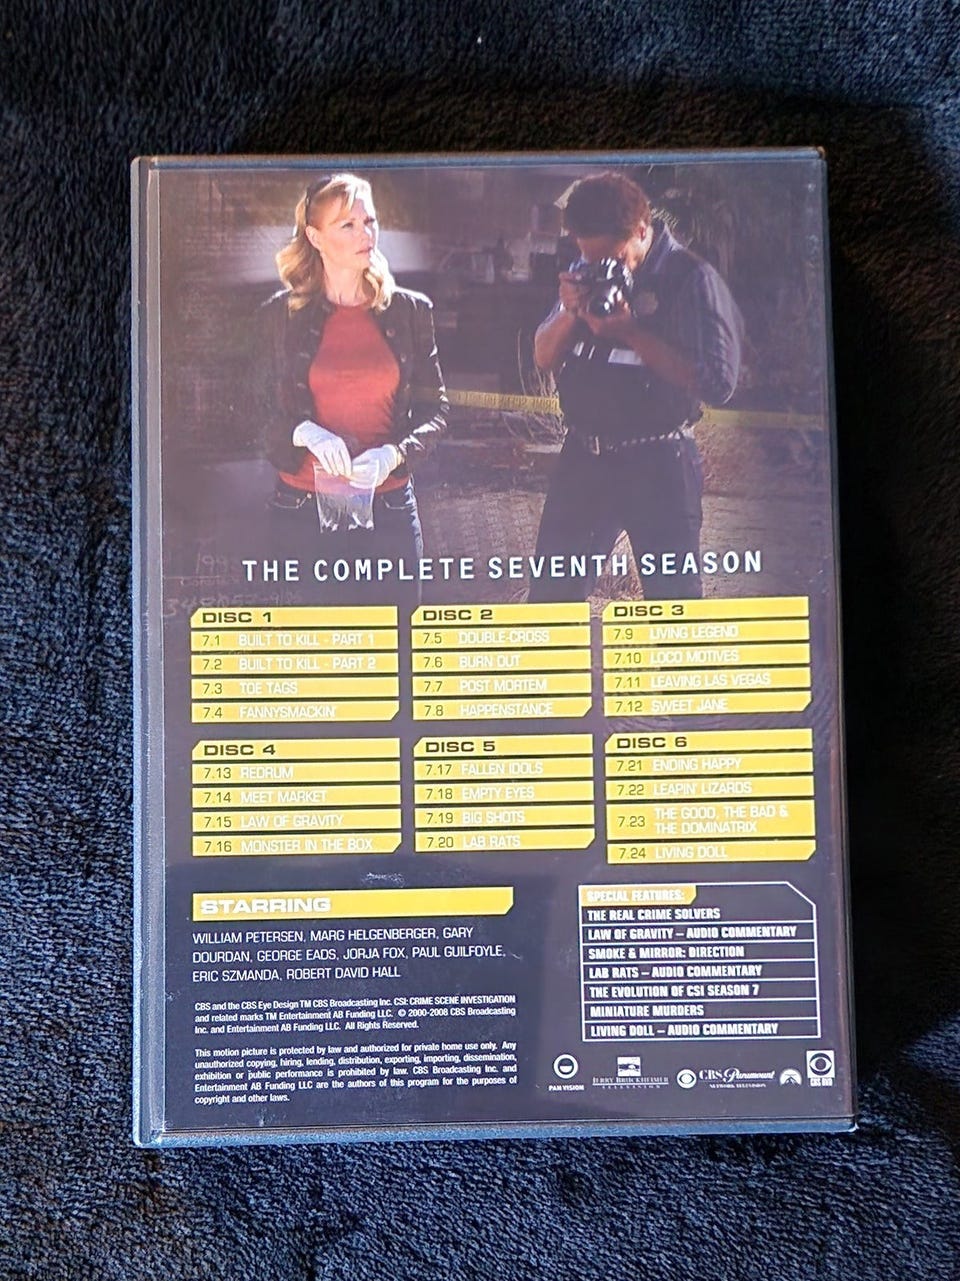 THE COMPLETE SEVENTH SEASON
DISC 1
7.1 BUILT TO KILL - PART 1
7.2 BUILT TO KILL - PART 2
7.3 TOE TAGS
7.4 FANNYSMACKIN'
DISC 2
7.5 DOUBLE-CROSS
7.6 BURN OUT
7.7 POST MORTEM
7.8 HAPPENSTANCE
DISC 3
7.9 LIVING LEGEND
7.10 LOCO MOTIVES
7.11 LEAVING LAS VEGAS
7.12 SWEET JANE
DISC 4
7.13 REDRUM
7.14 MEET MARKET
7.15 LAW OF GRAVITY
7.16 MONSTER IN THE BOX
DISC 5
7.17 FALLEN IDOLS
7.18 EMPTY EYES
7.19 BIG SHOTS
7.20 LAB RATS
DISC 6
7.21 ENDING HAPPY
7.22 LEAPIN' LIZARDS
7.23 THE GOOD, THE BAD &
THE DOMINATRIX
7.24 LIVING DOLL
STARRING
WILLIAM PETERSEN, MARG HELGENBERGER, GARY
DOURDAN, GEORGE EADS, JORJA FOX, PAUL GUILFOYLE,
ERIC SZMANDA, ROBERT DAVID HALL
CBS and the CBS Eye Design TM CBS Broadcasting Inc. CSI: CRIME SCENE INVESTIGATION
and related marks TM Entertainment AB Funding LLC. © 2000-2008 CBS Broadcasting
Inc. and Entertainment AB Funding LLC. All Rights Reserved.
This motion picture is protected by law and authorized for private home use only. Any
unauthorized copying, hiring, lending, distribution, exporting, importing, dissemination,
exhibition or public performance is prohibited by law. CBS Broadcasting Inc. and
Entertainment AB Funding LLC are the authors of this program for the purposes of
copyright and other laws.
SPECIAL FEATURES:
THE REAL CRIME SOLVERS
LAW OF GRAVITY – AUDIO COMMENTARY
SMOKE & MIRROR: DIRECTION
LAB RATS – AUDIO COMMENTARY
THE EVOLUTION OF CSI SEASON 7
MINIATURE MURDERS
LIVING DOLL – AUDIO COMMENTARY
PAN VISION
JERRY BRUCKHEIMER
TELEVISION
CBS Paramount
NETWORK TELEVISION
CBS DVD